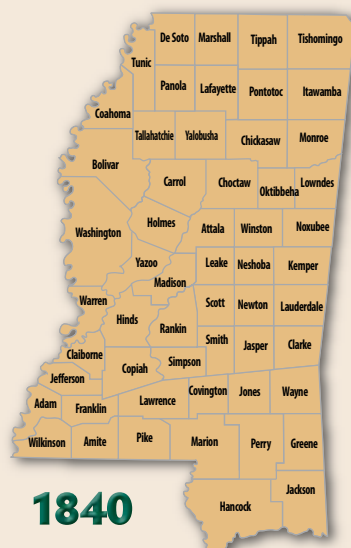 De Soto Marshall Tippah Tishomingo
Tunic
Panola Lafayette Pontotoc Itawamba
Coahoma
Tallahatchie Yalobusha Chickasaw Monroe
Bolivar
Carrol Choctaw Oktibbeha Lowndes
Washington Holmes Attala Winston Noxubee
Yazoo Leake Neshoba Kemper
Madison
Warren Scott Newton Lauderdale
Hinds Rankin
Smith Jasper Clarke
Claiborne Copiah Simpson
Jefferson
Adam Franklin Lawrence Covington Jones Wayne
Wilkinson Amite Pike Marion Perry Greene
Jackson
Hancock
1840